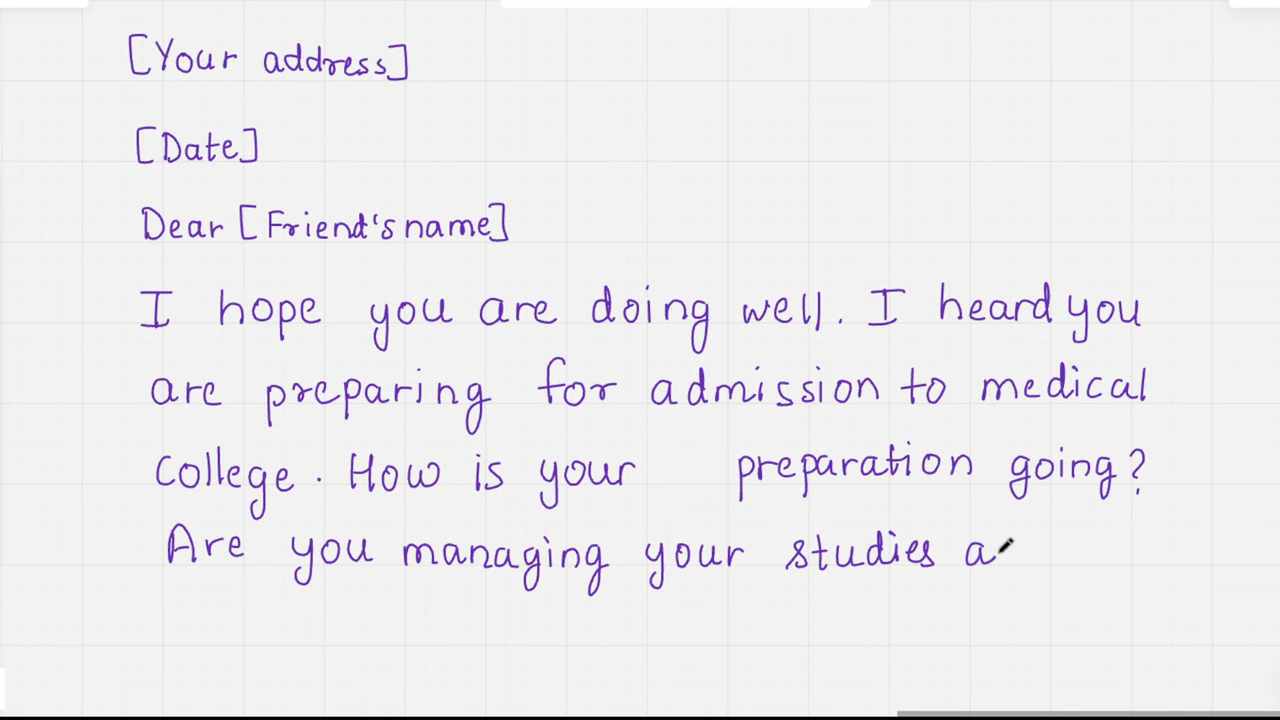 [Your address]
[Date]
Dear [Friend's name]
I hope you are doing well. I heard you
are preparing for admission to medical
college. How is your preparation going?
Are you managing your studies a